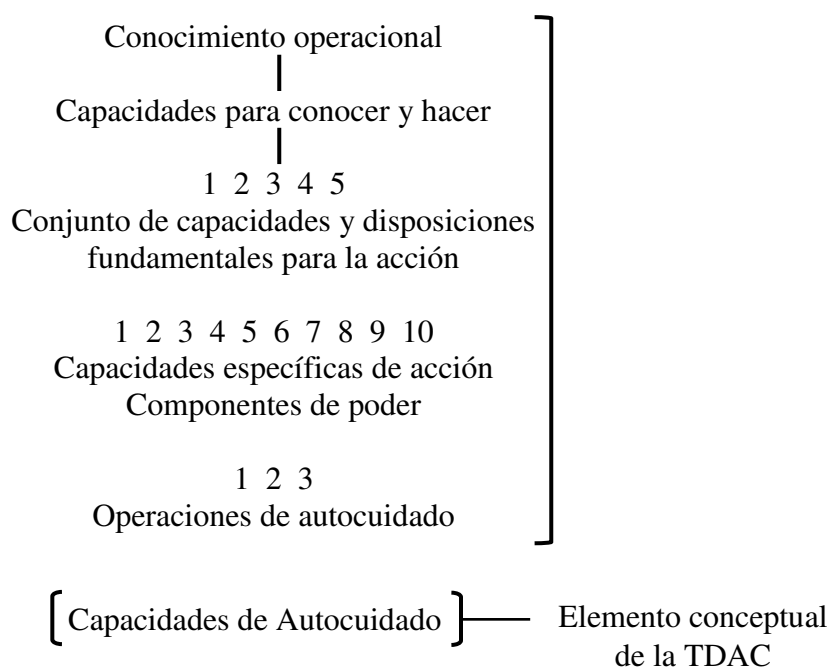 Conocimiento operacional
Capacidades para conocer y hacer
1 2 3 4 5
Conjunto de capacidades y disposiciones
fundamentales para la acción
1 2 3 4 5 6 7 8 9 10
Capacidades específicas de acción
Componentes de poder
1 2 3
Operaciones de autocuidado
[Capacidades de Autocuidado]
Elemento conceptual
de la TDAC